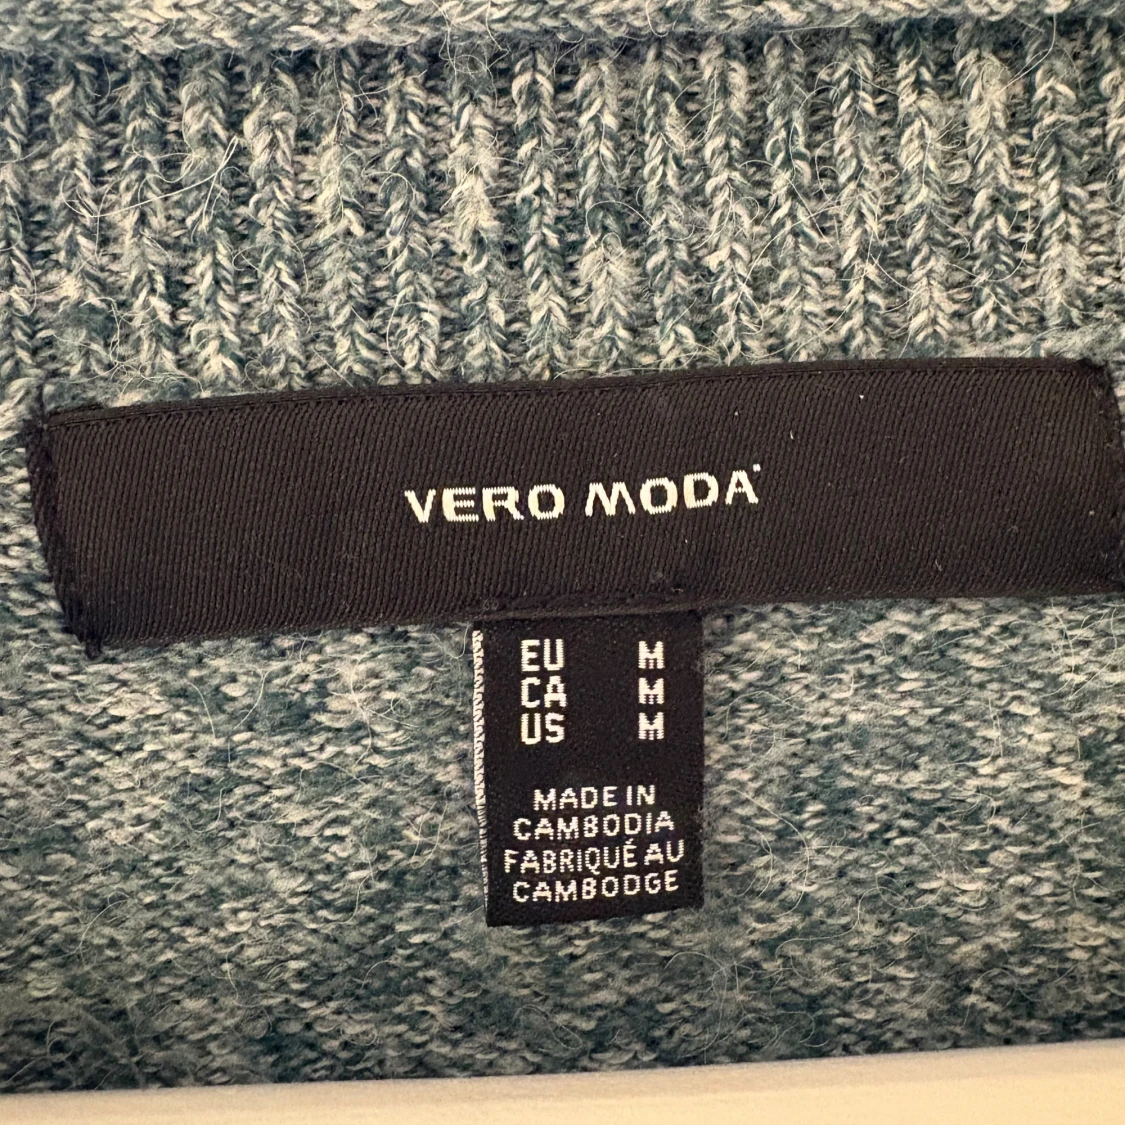 VERO MODA
EU M
CA M
US M
MADE IN
CAMBODIA
FABRIQUÉ AU
CAMBODGE